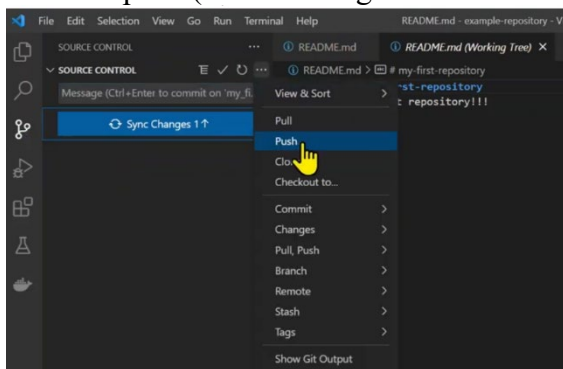 File Edit Selection View Go Run Terminal Help README.md - example-repository - V
SOURCE CONTROL ... README.md README.md (Working Tree) ×
SOURCE CONTROL ... README.md > # my-first-repository
Message (Ctrl+Enter to commit on 'my_fi.
View & Sort >
rst-repository
t repository!!!
Sync Changes 1↑
Pull
Push
Clo
Checkout to...
Commit >
Changes >
Pull, Push >
Branch >
Remote >
Stash >
Tags >
Show Git Output